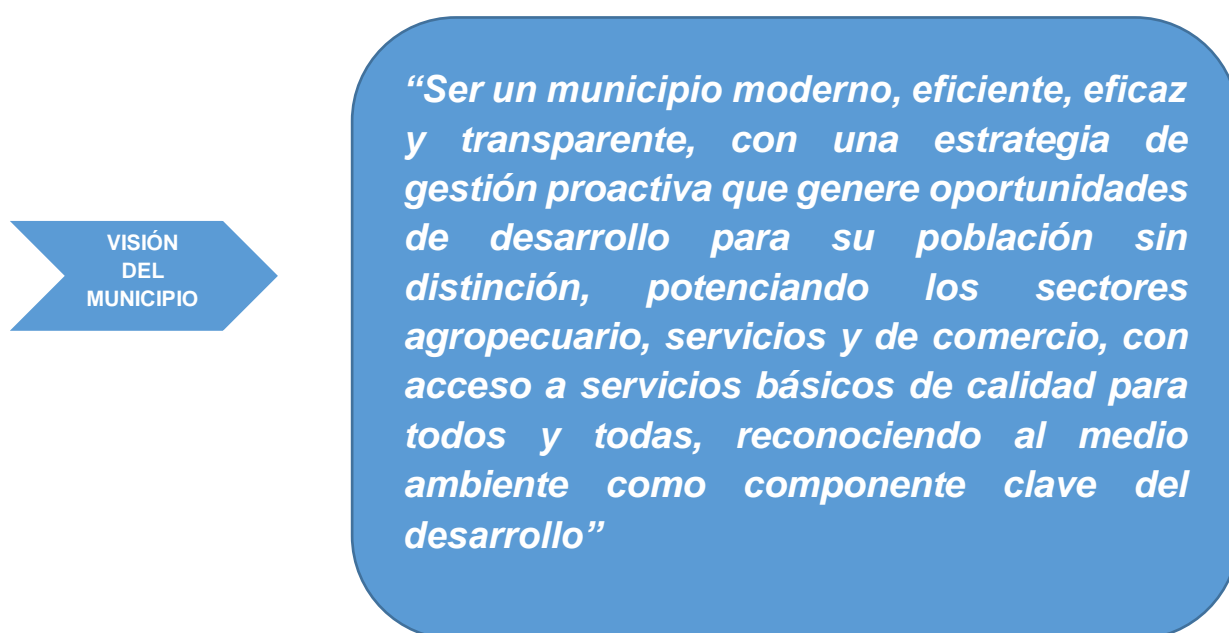 VISIÓN
DEL
MUNICIPIO
“Ser un municipio moderno, eficiente, eficaz
y transparente, con una estrategia de
gestión proactiva que genere oportunidades
de desarrollo para su población sin
distinción, potenciando los sectores
agropecuario, servicios y de comercio, con
acceso a servicios básicos de calidad para
todos y todas, reconociendo al medio
ambiente como componente clave del
desarrollo”